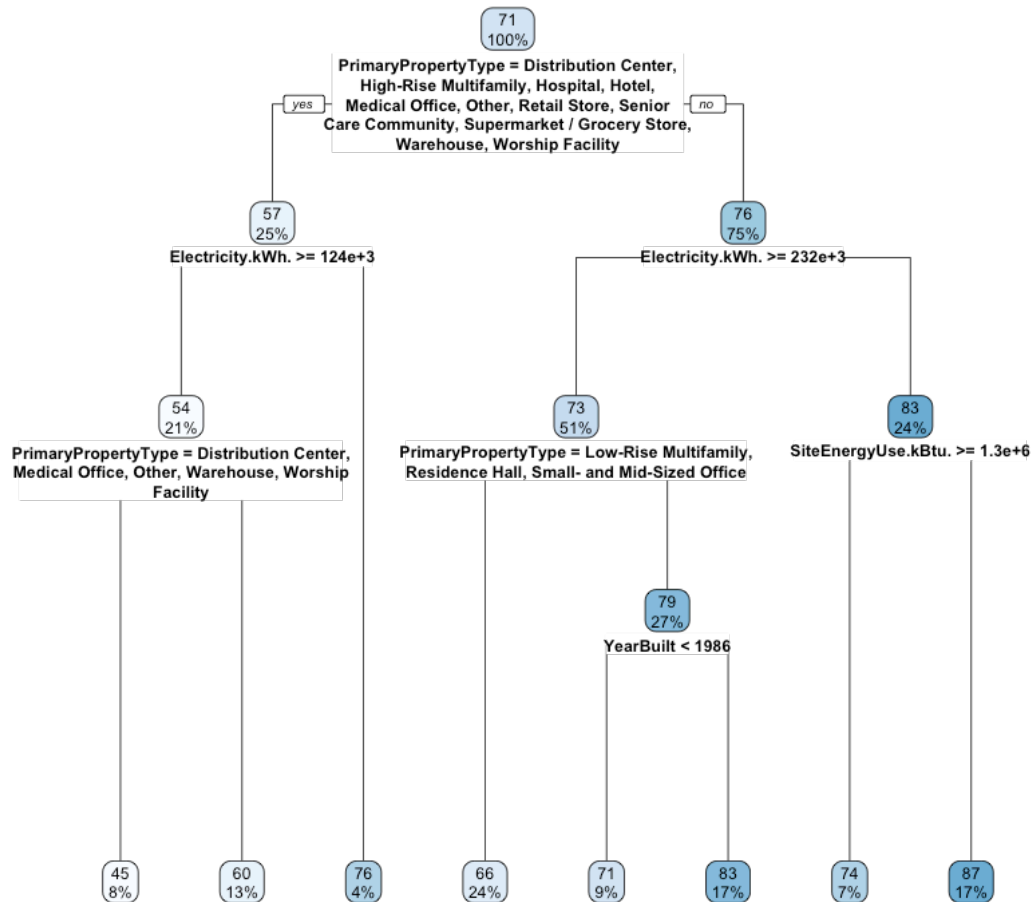 71
100%
PrimaryPropertyType = Distribution Center,
High-Rise Multifamily, Hospital, Hotel,
Medical Office, Other, Retail Store, Senior
Care Community, Supermarket / Grocery Store,
Warehouse, Worship Facility
yes
no
57
25%
Electricity.kWh. >= 124e+3
76
75%
Electricity.kWh. >= 232e+3
54
21%
PrimaryPropertyType = Distribution Center,
Medical Office, Other, Warehouse, Worship
Facility
73
51%
PrimaryPropertyType = Low-Rise Multifamily,
Residence Hall, Small- and Mid-Sized Office
83
24%
SiteEnergyUse.kBtu. >= 1.3e+6
79
27%
YearBuilt < 1986
45
8%
60
13%
76
4%
66
24%
71
9%
83
17%
74
7%
87
17%